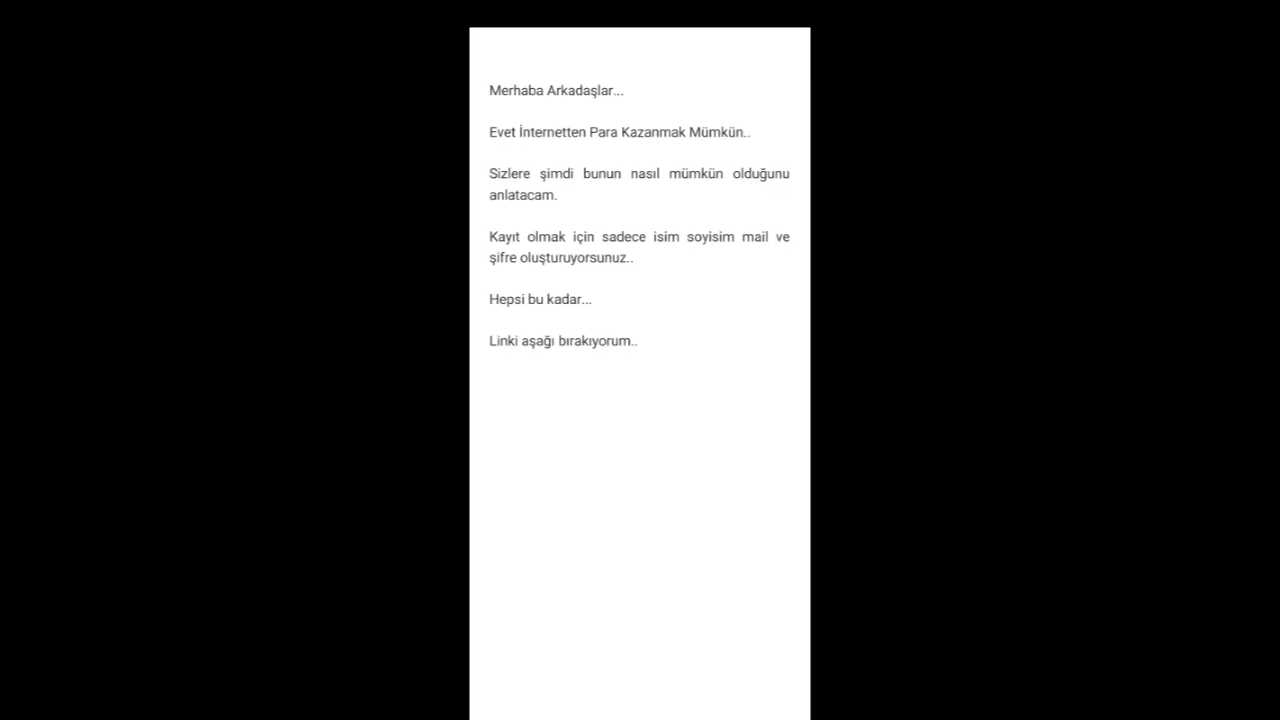 Merhaba Arkadaşlar...
Evet İnternetten Para Kazanmak Mümkün..
Sizlere şimdi bunun nasıl mümkün olduğunu
anlatacam.
Kayıt olmak için sadece isim soyisim mail ve
şifre oluşturuyorsunuz..
Hepsi bu kadar...
Linki aşağı bırakıyorum..